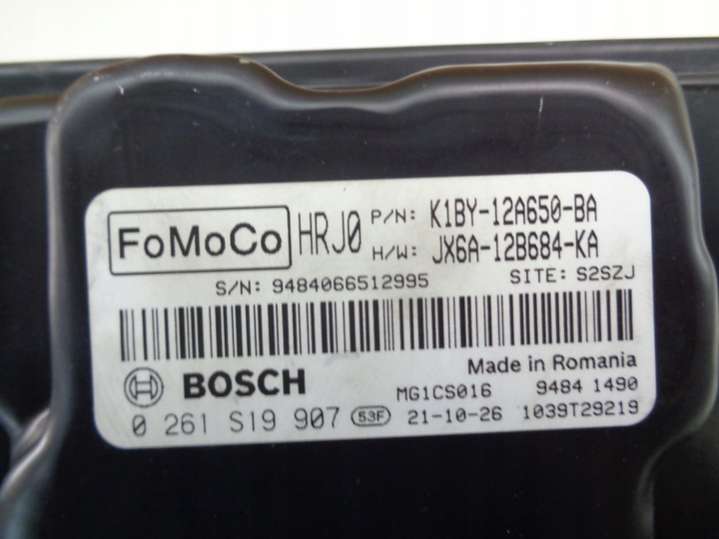 FoMoCo HRJ0 P/N: K1BY-12A650-BA
H/W: JX6A-12B684-KA
S/N: 9484066512995 SITE: S2SZJ
Made in Romania
BOSCH MG1CS016 9484 1490
0 261 S19 907 53F 21-10-26 1039T29219